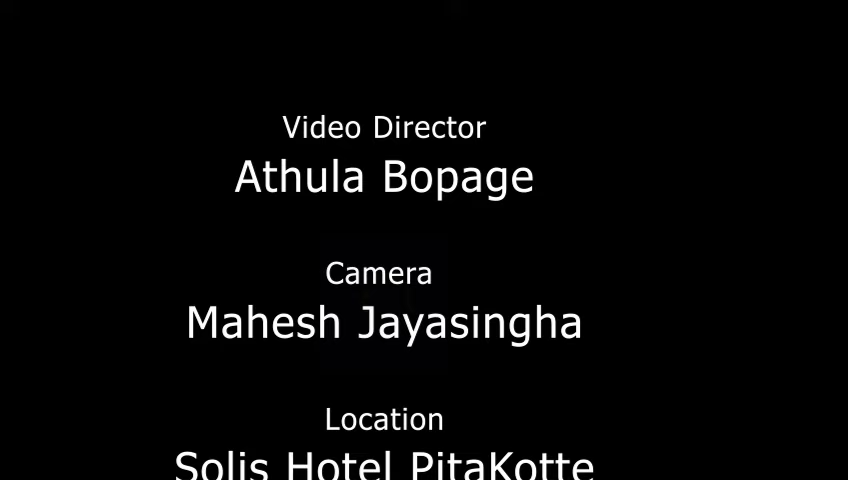 Video Director
Athula Bopage
Camera
Mahesh Jayasingha
Location
Solis Hotel PitaKotte